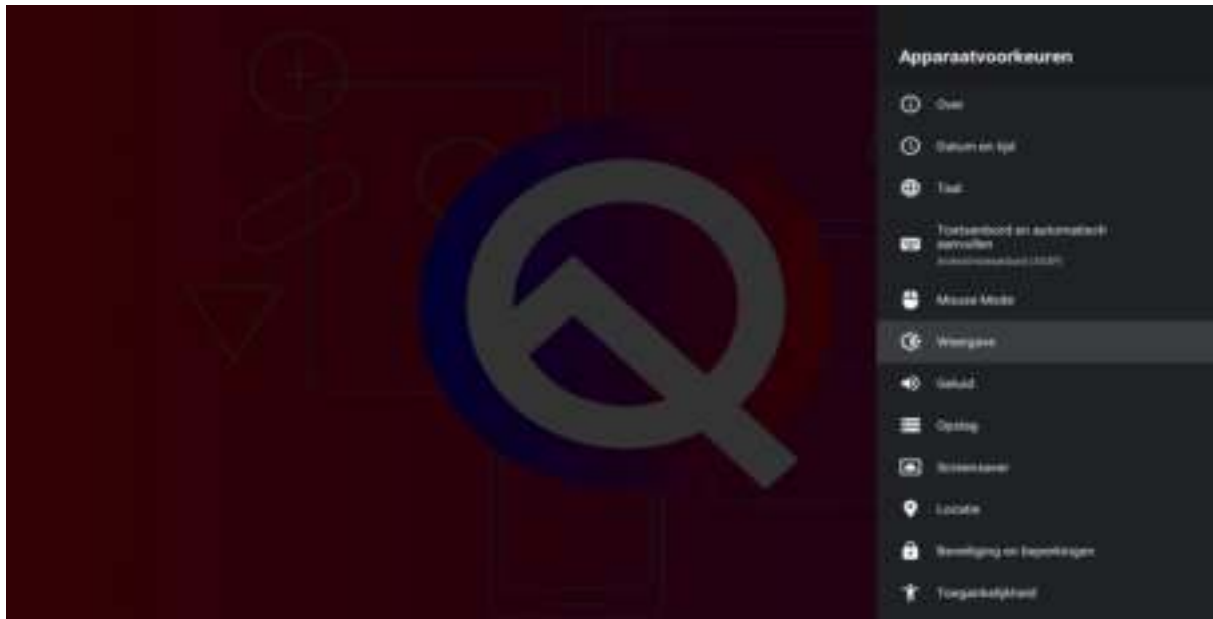 Apparaatvoorkeuren
Over
Datum en tijd
Taal
Toetsenbord en automatisch
aanvullen
Mouse Mode
Weergave
Geluid
Opslag
Screensaver
Locatie
Beveiliging en beperkingen
Toegankelijkheid